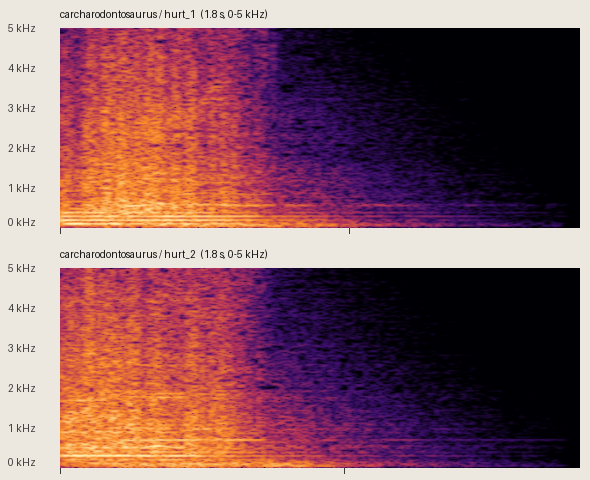 carcharodontosaurus / hurt_1 (1.8 s, 0-5 kHz)
5 kHz
4 kHz
3 kHz
2 kHz
1 kHz
0 kHz
carcharodontosaurus / hurt_2 (1.8 s, 0-5 kHz)
5 kHz
4 kHz
3 kHz
2 kHz
1 kHz
0 kHz